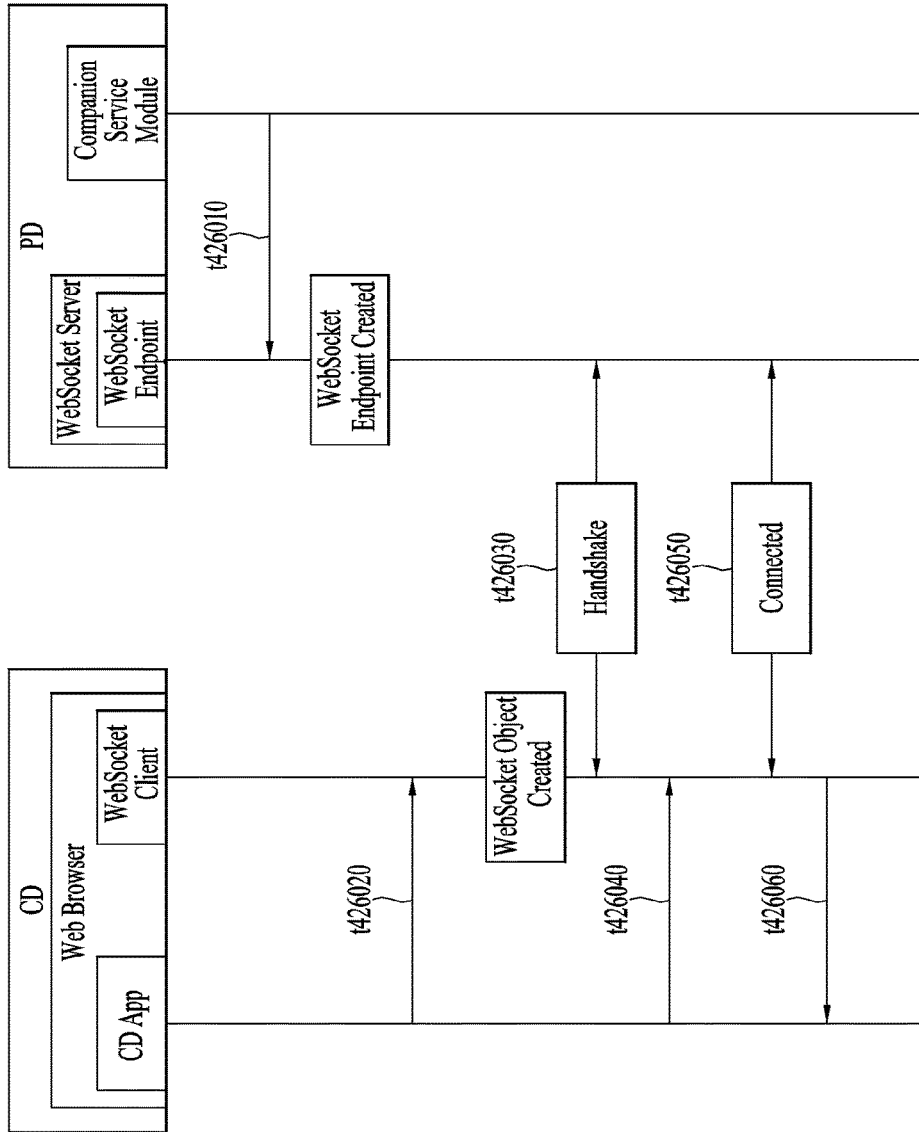 CD
Web Browser
CD App
WebSocket
Client
PD
WebSocket Server
WebSocket
Endpoint
Companion
Service
Module
t426010
WebSocket
Endpoint Created
t426020
WebSocket Object
Created
t426030
Handshake
t426040
t426050
Connected
t426060